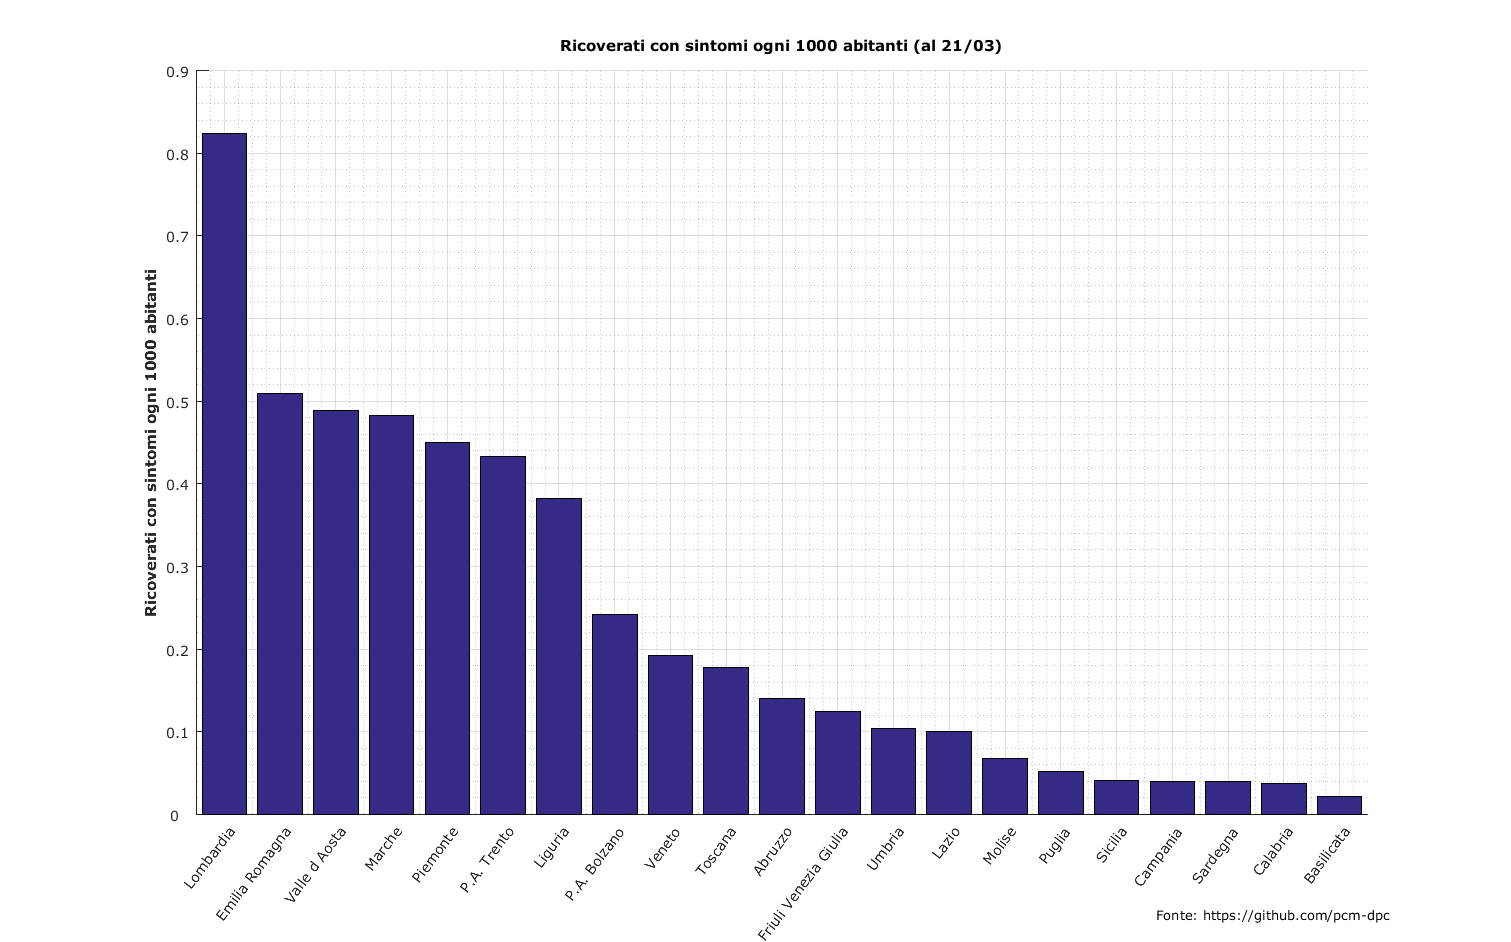 Ricoverati con sintomi ogni 1000 abitanti (al 21/03)
Ricoverati con sintomi ogni 1000 abitanti
0.9
0.8
0.7
0.6
0.5
0.4
0.3
0.2
0.1
0
Lombardia
Emilia Romagna
Valle d Aosta
Marche
Piemonte
P.A. Trento
Liguria
P.A. Bolzano
Veneto
Toscana
Abruzzo
Friuli Venezia Giulia
Umbria
Lazio
Molise
Puglia
Sicilia
Campania
Sardegna
Calabria
Basilicata
Fonte: https://github.com/pcm-dpc